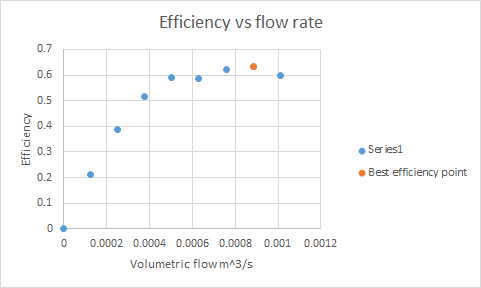 Efficiency vs flow rate
0.7
0.6
0.5
0.4
0.3
0.2
0.1
0
Efficiency
0 0.0002 0.0004 0.0006 0.0008 0.001 0.0012
Volumetric flow m^3/s
Series1
Best efficiency point